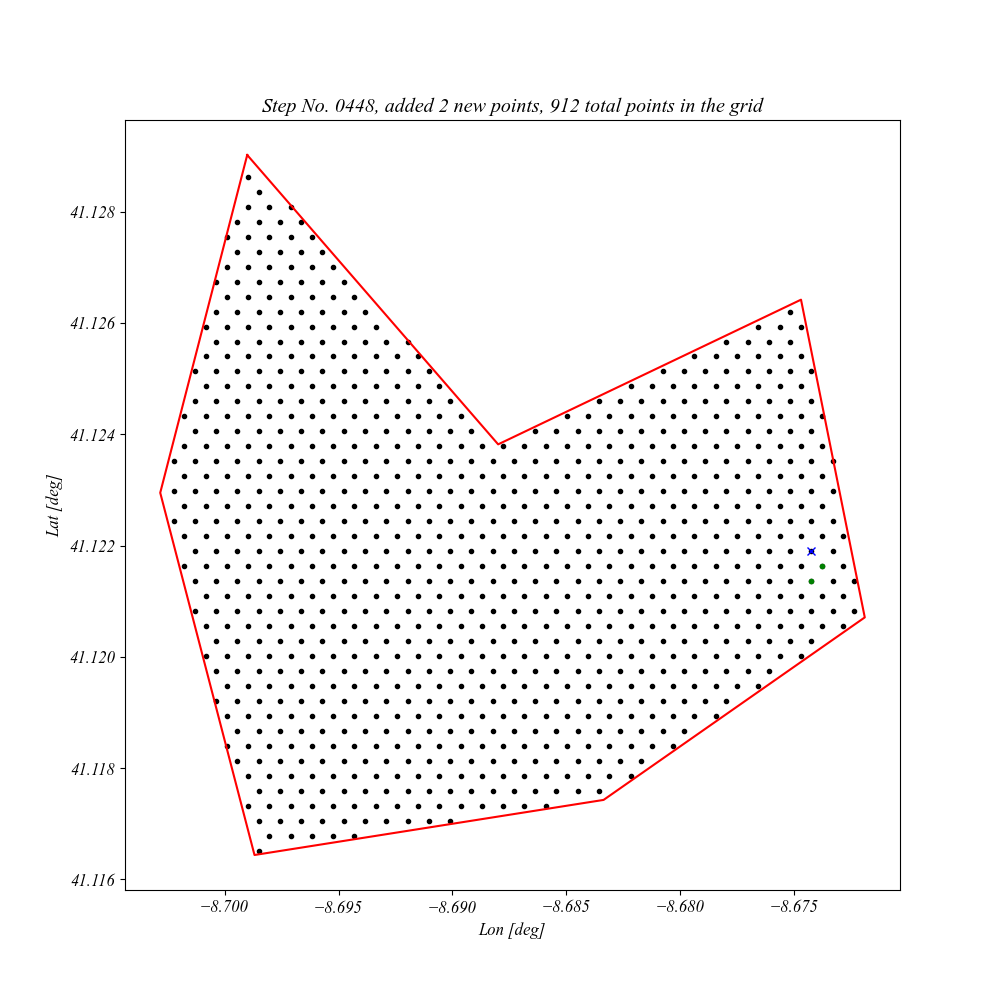 Step No. 0448, added 2 new points, 912 total points in the grid
41.128
41.126
41.124
41.122
41.120
41.118
41.116
Lat [deg]
−8.700 −8.695 −8.690 −8.685 −8.680 −8.675
Lon [deg]